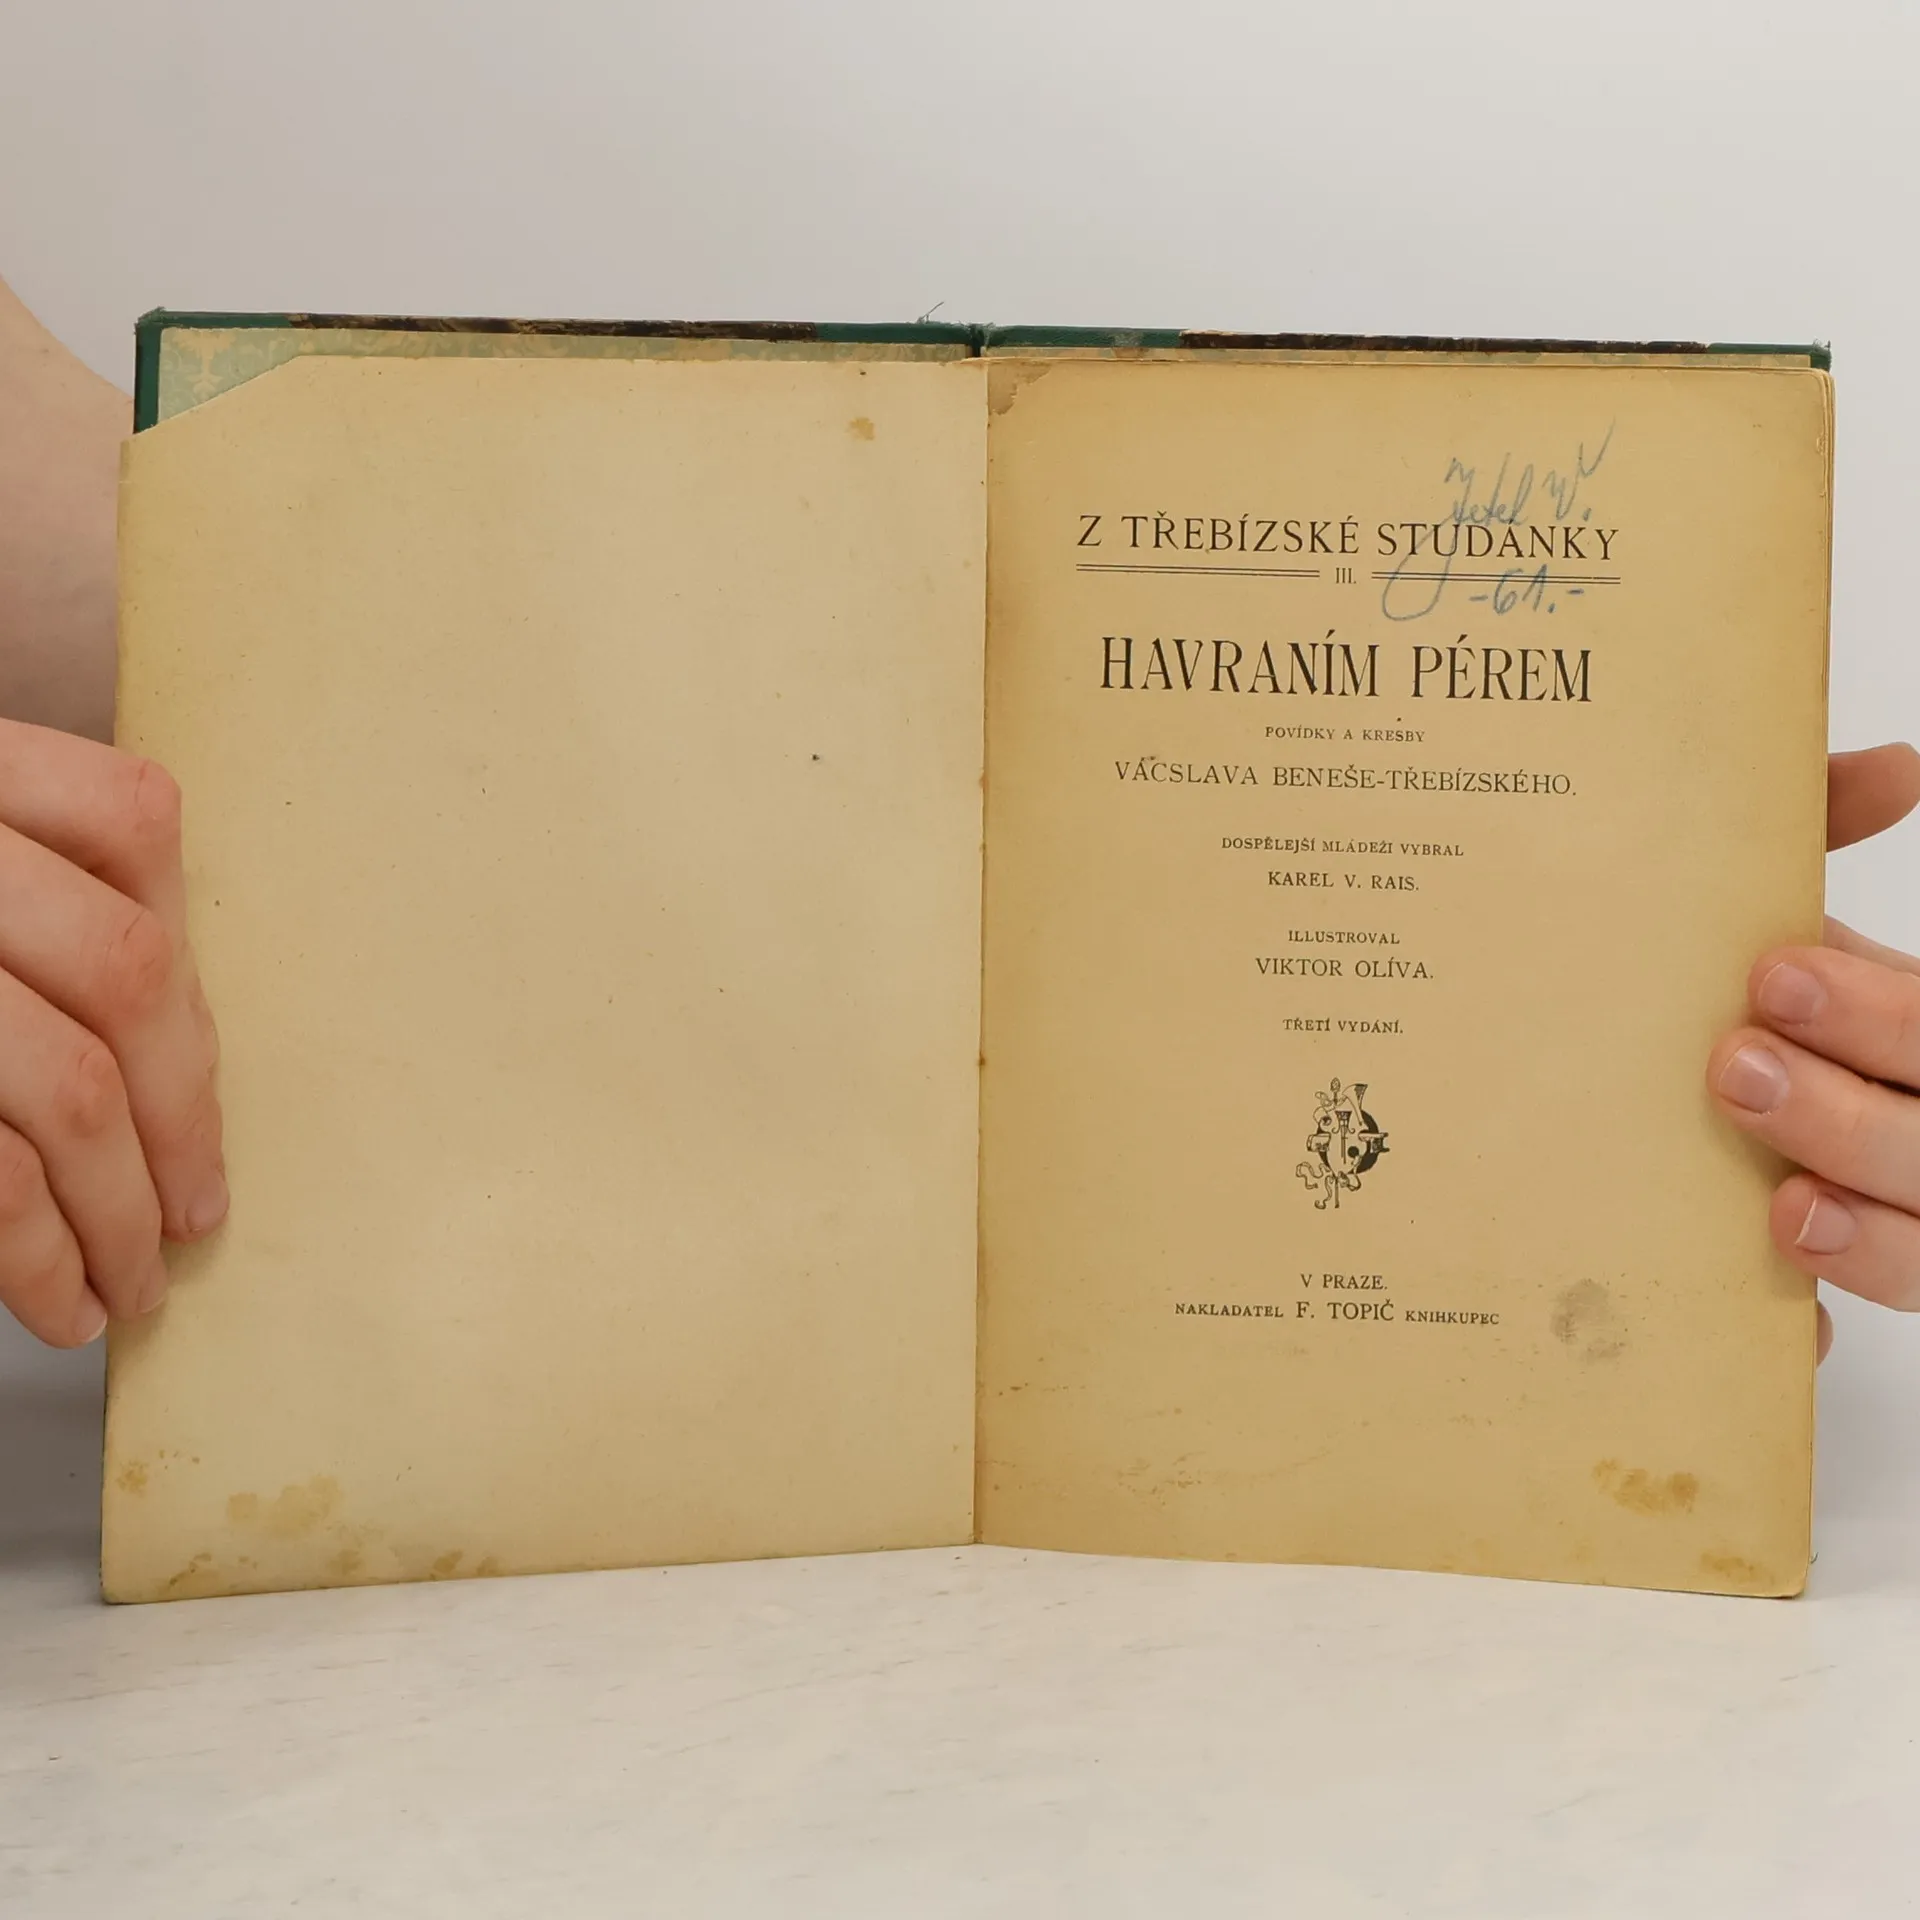 Z TŘEBÍZSKÉ STUDÁNKY
III.
-61.-
HAVRANÍM PÉREM
POVÍDKY A KRESBY
VÁCSLAVA BENEŠE-TŘEBÍZSKÉHO.
DOSPĚLEJŠÍ MLÁDEŽI VYBRAL
KAREL V. RAIS.
ILLUSTROVAL
VIKTOR OLÍVA.
TŘETÍ VYDÁNÍ.
V PRAZE.
NAKLADATEL F. TOPIČ KNIHKUPEC